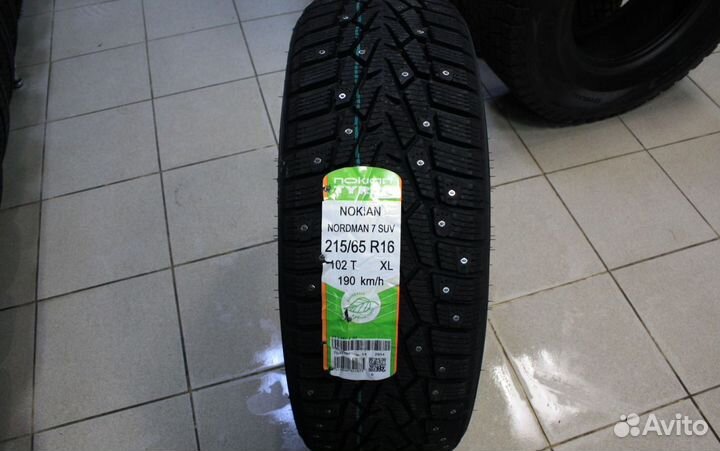 nokian
TYRES
NOKIAN
NORDMAN 7 SUV
215/65 R16
102 T XL
190 km/h
Avito